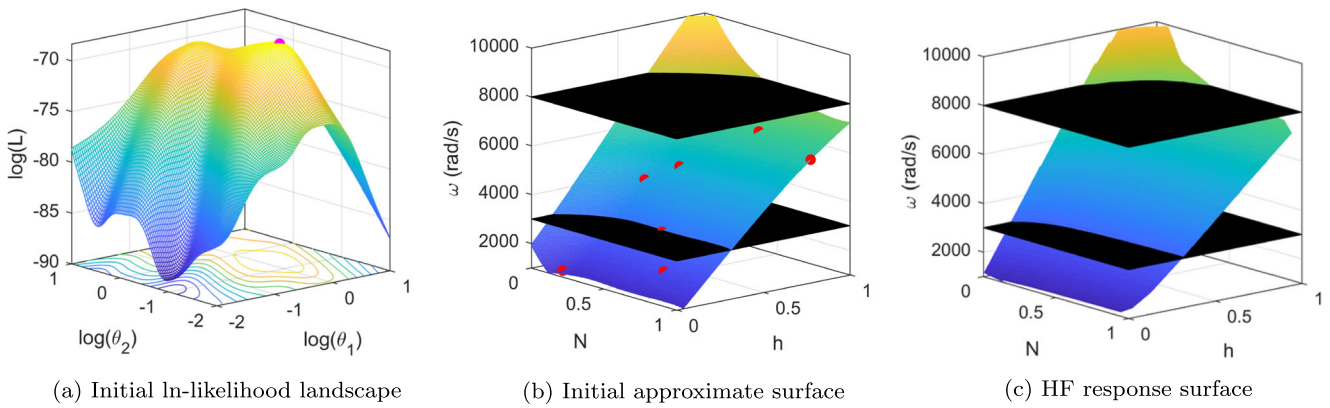 -70
-75
-80
-85
-90
log(L)
1
0
-1
-2
log(θ2)
-2
-1
0
1
log(θ1)
(a) Initial ln-likelihood landscape
10000
8000
6000
4000
2000
ω (rad/s)
0
0.5
1
N
0
0.5
1
h
(b) Initial approximate surface
10000
8000
6000
4000
2000
ω (rad/s)
0
0.5
1
N
0
0.5
1
h
(c) HF response surface